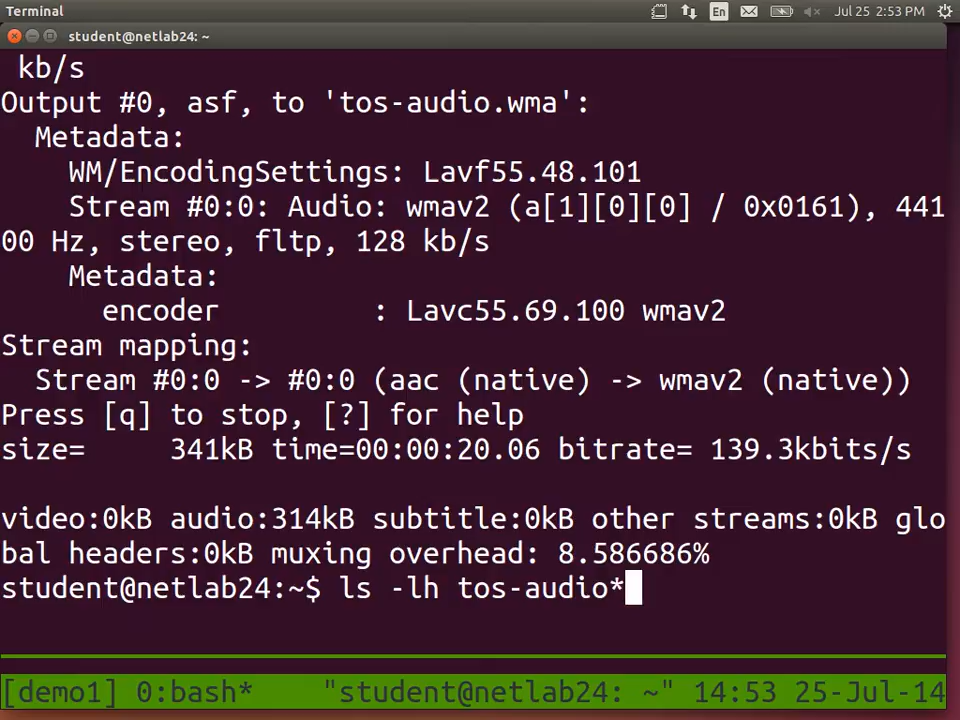 Terminal En Jul 25 2:53 PM
student@netlab24: ~
kb/s
Output #0, asf, to 'tos-audio.wma':
Metadata:
WM/EncodingSettings: Lavf55.48.101
Stream #0:0: Audio: wmav2 (a[1][0][0] / 0x0161), 441
00 Hz, stereo, fltp, 128 kb/s
Metadata:
encoder : Lavc55.69.100 wmav2
Stream mapping:
Stream #0:0 -> #0:0 (aac (native) -> wmav2 (native))
Press [q] to stop, [?] for help
size= 341kB time=00:00:20.06 bitrate= 139.3kbits/s
video:0kB audio:314kB subtitle:0kB other streams:0kB glo
bal headers:0kB muxing overhead: 8.586686%
student@netlab24:~$ ls -lh tos-audio*
[demo1] 0:bash* "student@netlab24: ~" 14:53 25-Jul-14